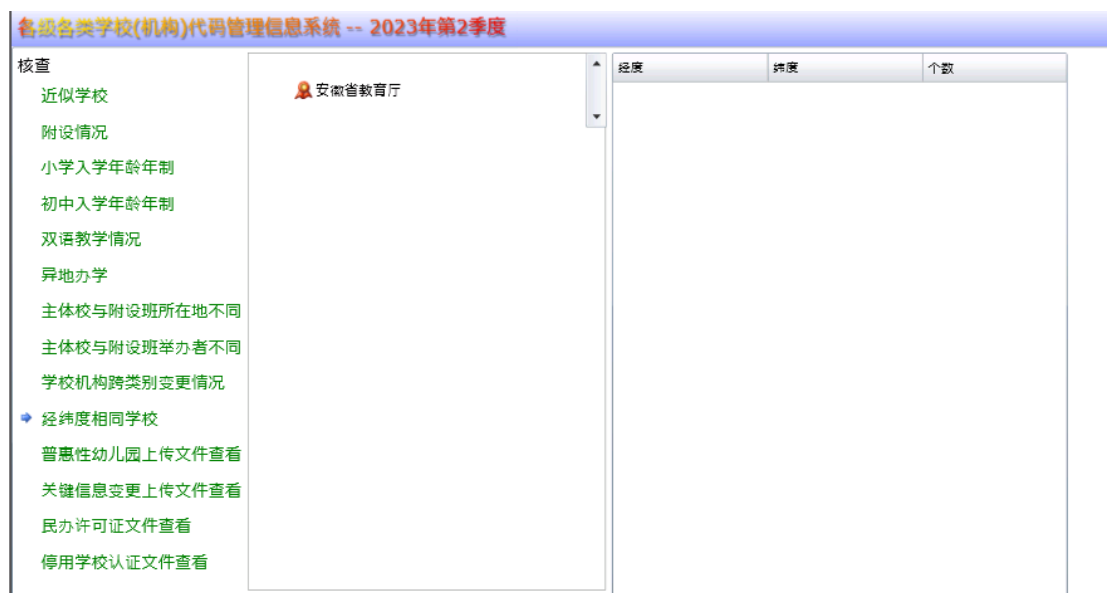 各级各类学校(机构)代码管理信息系统 -- 2023年第2季度
核查
近似学校
附设情况
小学入学年龄年制
初中入学年龄年制
双语教学情况
异地办学
主体校与附设班所在地不同
主体校与附设班举办者不同
学校机构跨类别变更情况
经纬度相同学校
普惠性幼儿园上传文件查看
关键信息变更上传文件查看
民办许可证文件查看
停用学校认证文件查看
安徽省教育厅
经度 纬度 个数